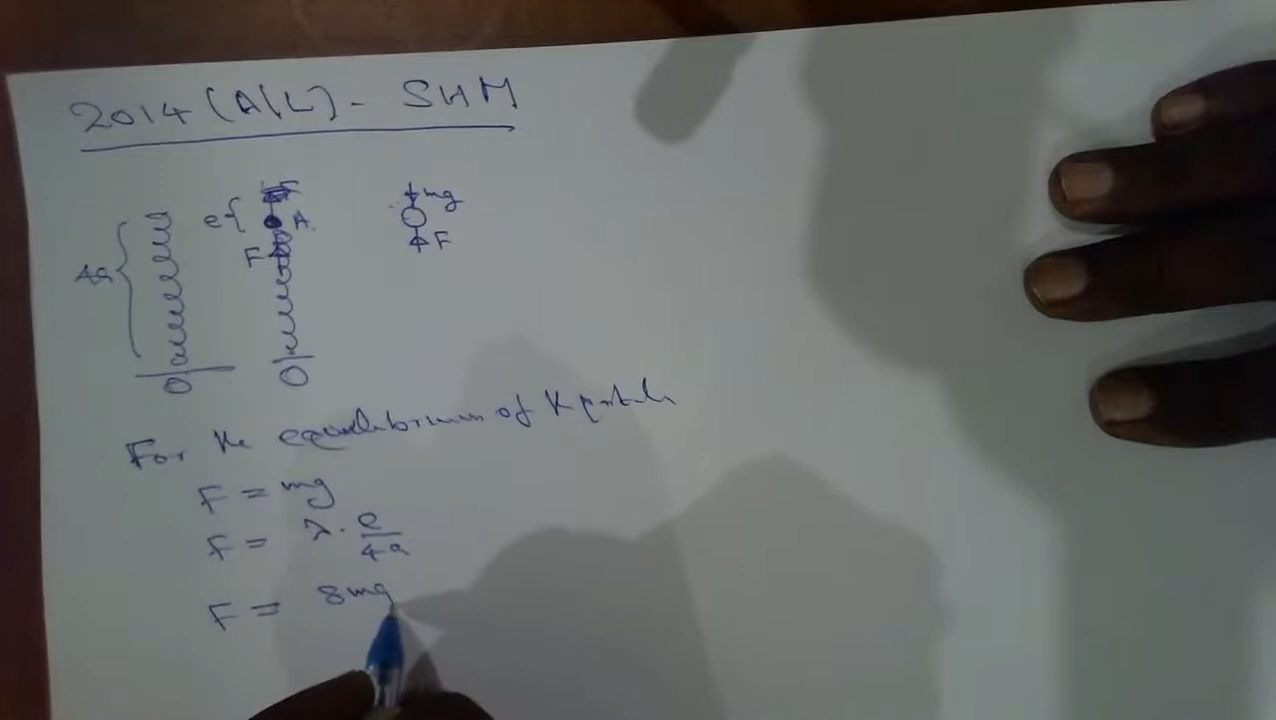 2014 (A/L) - SHM
4a
e{
A
F
O
O
mg
F
For the equilibrium of the particle
F = mg
F = λ. e/4a
F = 8mg